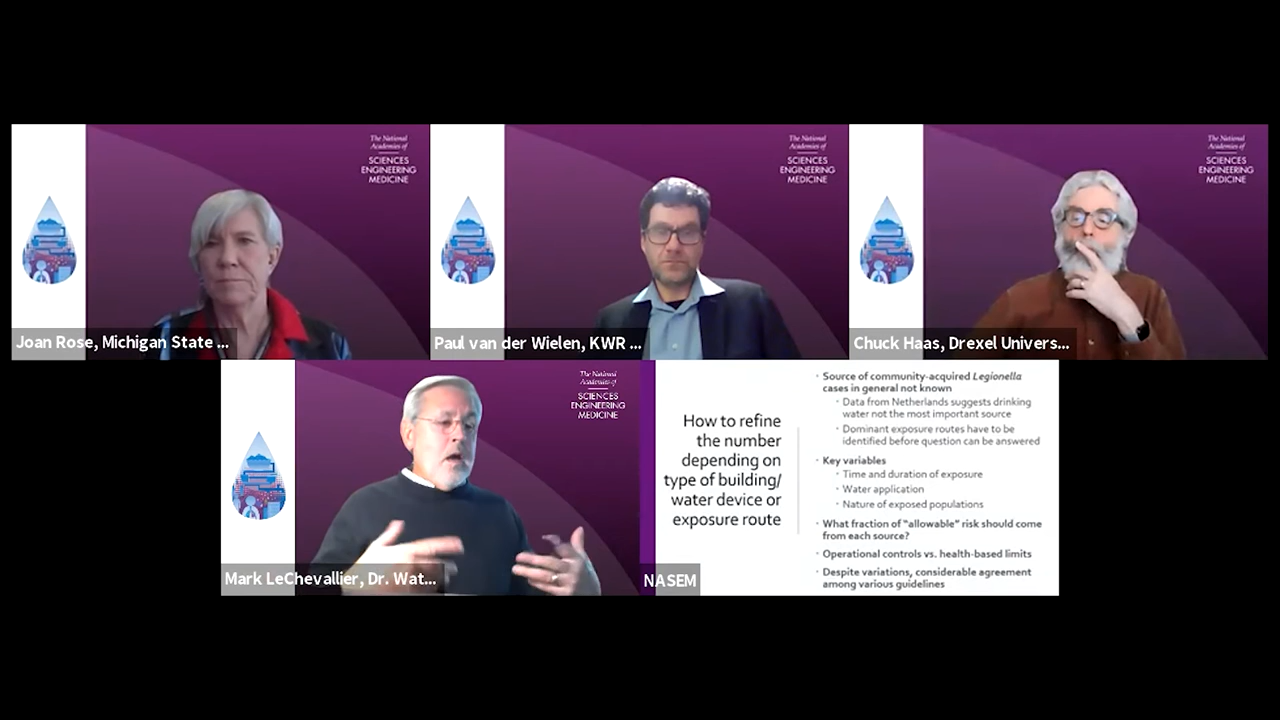 The National
Academies of
SCIENCES
ENGINEERING
MEDICINE
Joan Rose, Michigan State ...
The National
Academies of
SCIENCES
ENGINEERING
MEDICINE
Paul van der Wielen, KWR ...
The National
Academies of
SCIENCES
ENGINEERING
MEDICINE
Chuck Haas, Drexel Univers...
The National
Academies of
SCIENCES
ENGINEERING
MEDICINE
Mark LeChevallier, Dr. Wat...
How to refine
the number
depending on
type of building/
water device or
exposure route
NASEM
· Source of community-acquired Legionella
cases in general not known
· Data from Netherlands suggests drinking
water not the most important source
· Dominant exposure routes have to be
identified before question can be answered
· Key variables
· Time and duration of exposure
· Water application
· Nature of exposed populations
· What fraction of “allowable” risk should come
from each source?
· Operational controls vs. health-based limits
· Despite variations, considerable agreement
among various guidelines